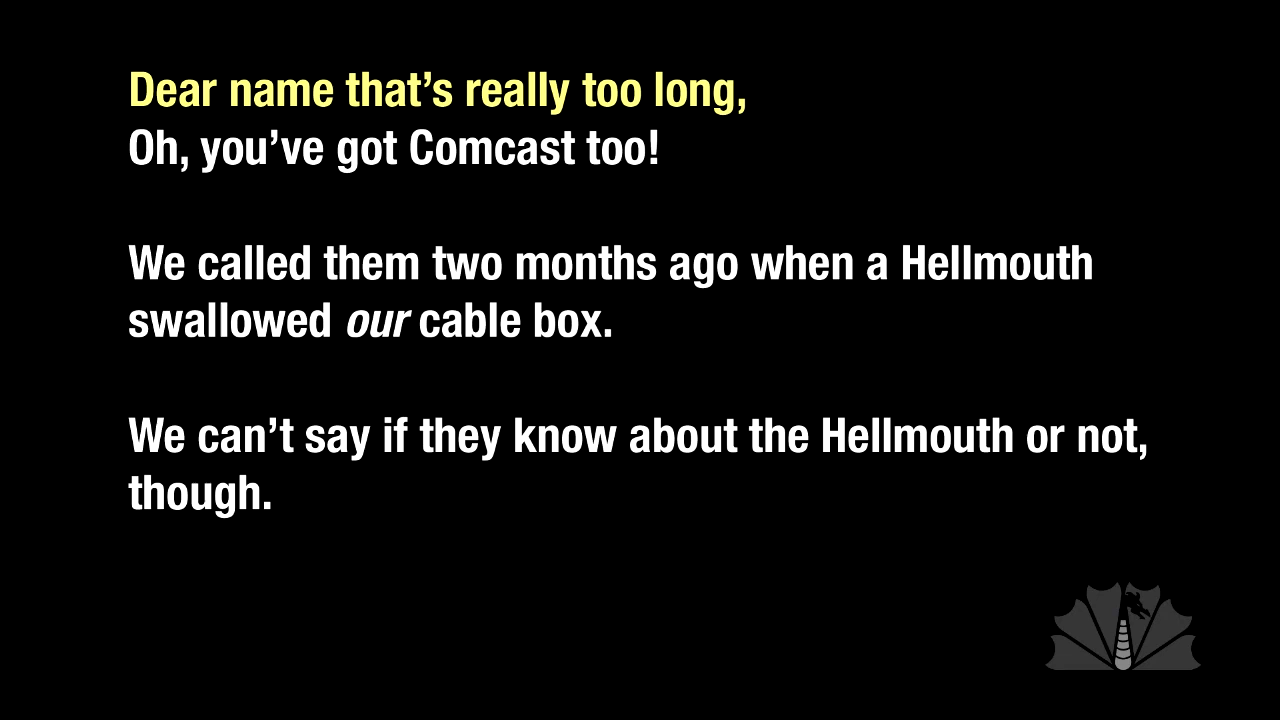 Dear name that’s really too long,
Oh, you’ve got Comcast too!
We called them two months ago when a Hellmouth
swallowed our cable box.
We can’t say if they know about the Hellmouth or not,
though.